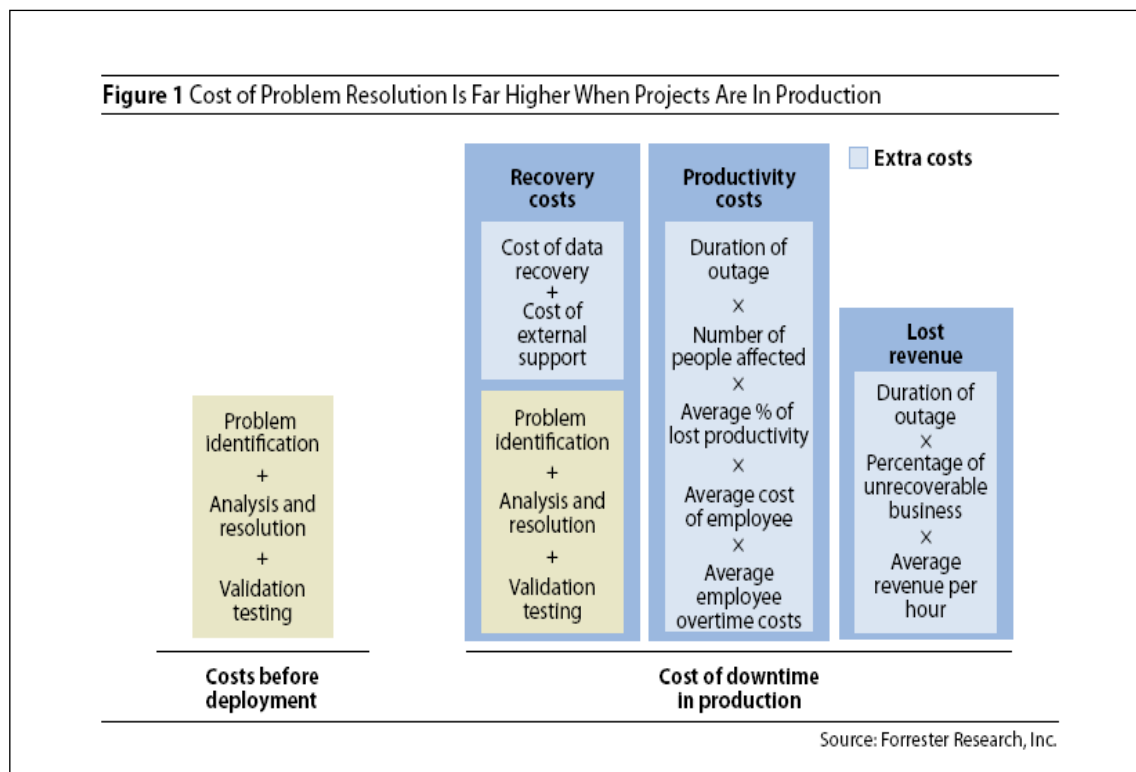 Figure 1 Cost of Problem Resolution Is Far Higher When Projects Are In Production
Extra costs
Problem
identification
+
Analysis and
resolution
+
Validation
testing
Costs before
deployment
Recovery
costs
Cost of data
recovery
+
Cost of
external
support
Problem
identification
+
Analysis and
resolution
+
Validation
testing
Productivity
costs
Duration of
outage
×
Number of
people affected
×
Average % of
lost productivity
×
Average cost
of employee
×
Average
employee
overtime costs
Lost
revenue
Duration of
outage
×
Percentage of
unrecoverable
business
×
Average
revenue per
hour
Cost of downtime
in production
Source: Forrester Research, Inc.